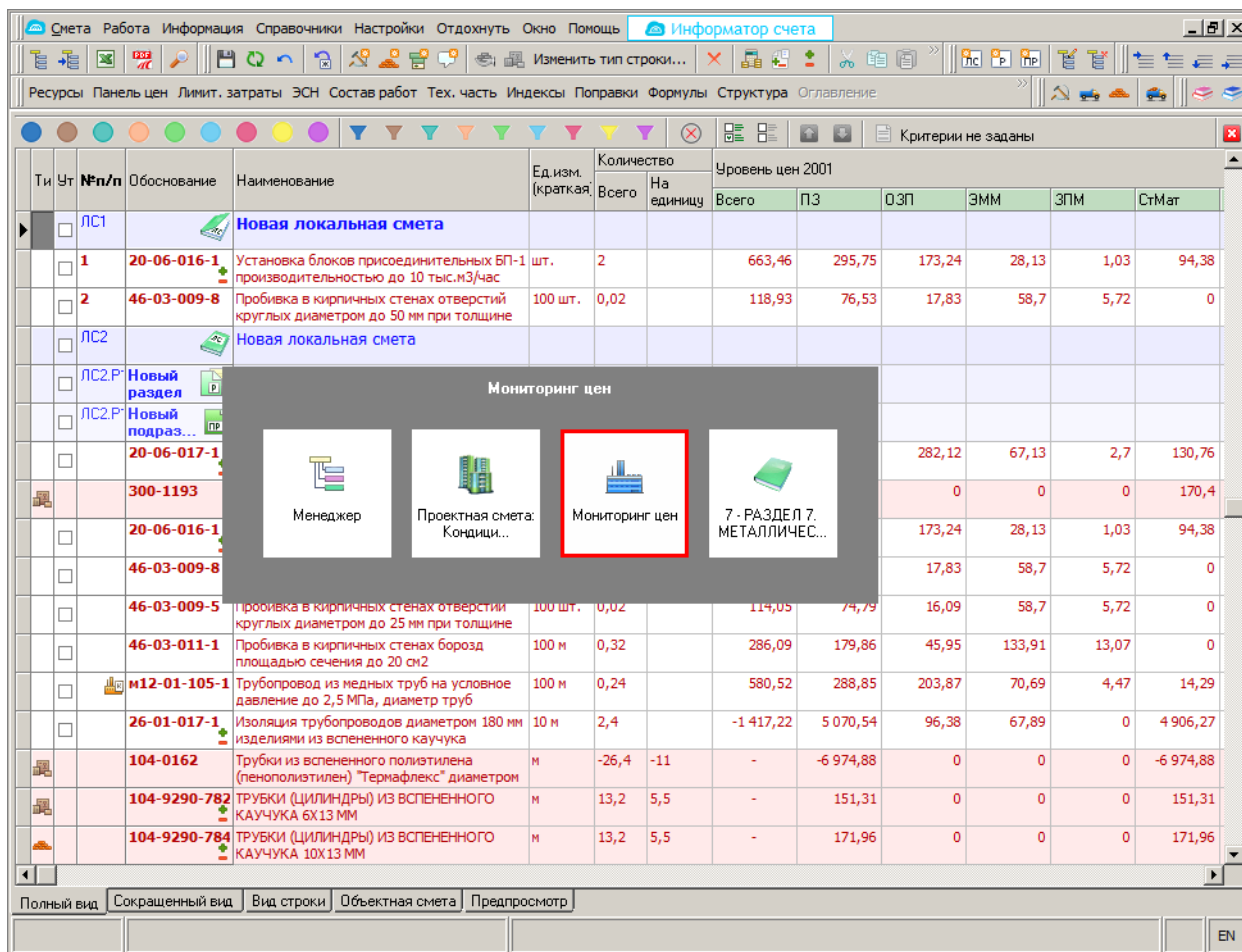 Смета Работа Информация Справочники Настройки Отдохнуть Окно Помощь Информатор счета
Изменить тип строки...
Ресурсы Панель цен Лимит. затраты ЭСН Состав работ Тех. часть Индексы Поправки Формулы Структура Оглавление
Критерии не заданы
Ти Ут №п/п Обоснование Наименование Ед.изм. (краткая) Количество Уровень цен 2001
Всего На единицу Всего ПЗ ОЗП ЭММ ЗПМ СтМат
ЛС1 Новая локальная смета
1 20-06-016-1 Установка блоков присоединительных БП-1 шт. 2 663,46 295,75 173,24 28,13 1,03 94,38
производительностью до 10 тыс.м3/час
2 46-03-009-8 Пробивка в кирпичных стенах отверстий 100 шт. 0,02 118,93 76,53 17,83 58,7 5,72 0
круглых диаметром до 50 мм при толщине
ЛС2 Новая локальная смета
ЛС2.Р Новый
раздел
ЛС2.Р Новый
подраз...
Мониторинг цен
Менеджер
Проектная смета:
Кондици...
Мониторинг цен
7 - РАЗДЕЛ 7.
МЕТАЛЛИЧЕС...
20-06-017-1 282,12 67,13 2,7 130,76
300-1193 0 0 0 170,4
20-06-016-1 173,24 28,13 1,03 94,38
46-03-009-8 17,83 58,7 5,72 0
46-03-009-5 Пробивка в кирпичных стенах отверстий 100 шт. 0,02 114,05 74,79 16,09 58,7 5,72 0
круглых диаметром до 25 мм при толщине
46-03-011-1 Пробивка в кирпичных стенах борозд 100 м 0,32 286,09 179,86 45,95 133,91 13,07 0
площадью сечения до 20 см2
м12-01-105-1 Трубопровод из медных труб на условное 100 м 0,24 580,52 288,85 203,87 70,69 4,47 14,29
давление до 2,5 МПа, диаметр труб
26-01-017-1 Изоляция трубопроводов диаметром 180 мм 10 м 2,4 -1 417,22 5 070,54 96,38 67,89 0 4 906,27
изделиями из вспененного каучука
104-0162 Трубки из вспененного полиэтилена м -26,4 -11 - -6 974,88 0 0 0 -6 974,88
(пенополиэтилен) "Термафлекс" диаметром
104-9290-782 ТРУБКИ (ЦИЛИНДРЫ) ИЗ ВСПЕНЕННОГО м 13,2 5,5 - 151,31 0 0 0 151,31
КАУЧУКА 6X13 ММ
104-9290-784 ТРУБКИ (ЦИЛИНДРЫ) ИЗ ВСПЕНЕННОГО м 13,2 5,5 - 171,96 0 0 0 171,96
КАУЧУКА 10X13 ММ
Полный вид Сокращенный вид Вид строки Объектная смета Предпросмотр
EN